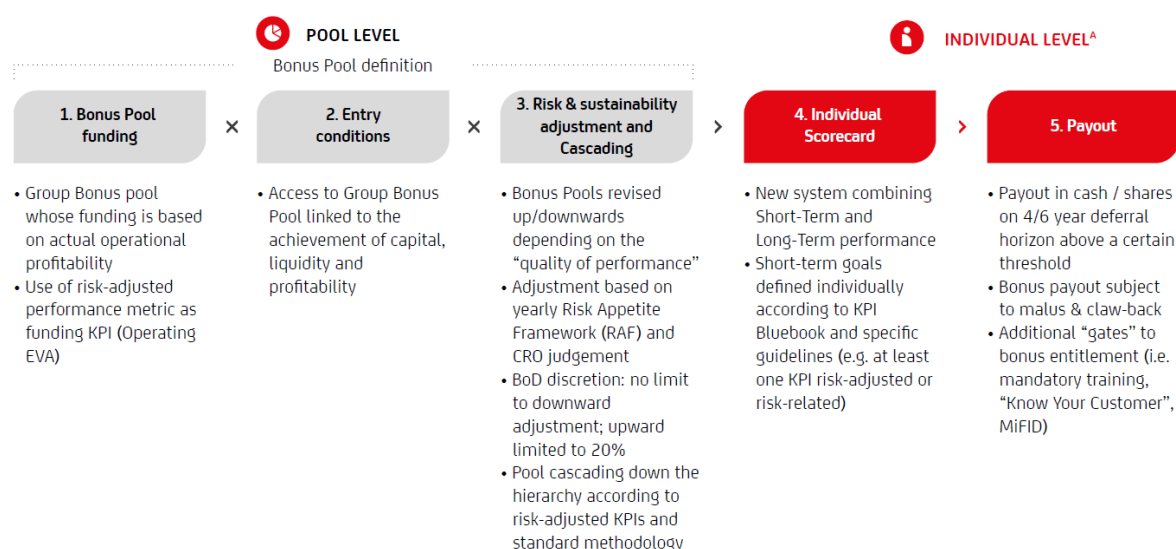 POOL LEVEL
Bonus Pool definition
INDIVIDUAL LEVELᴬ
1. Bonus Pool
funding
×
2. Entry
conditions
×
3. Risk & sustainability
adjustment and
Cascading
>
4. Individual
Scorecard
>
5. Payout
• Group Bonus pool
whose funding is based
on actual operational
profitability
• Use of risk-adjusted
performance metric as
funding KPI (Operating
EVA)
• Access to Group Bonus
Pool linked to the
achievement of capital,
liquidity and
profitability
• Bonus Pools revised
up/downwards
depending on the
“quality of performance”
• Adjustment based on
yearly Risk Appetite
Framework (RAF) and
CRO judgement
• BoD discretion: no limit
to downward
adjustment; upward
limited to 20%
• Pool cascading down the
hierarchy according to
risk-adjusted KPIs and
standard methodology
• New system combining
Short-Term and
Long-Term performance
• Short-term goals
defined individually
according to KPI
Bluebook and specific
guidelines (e.g. at least
one KPI risk-adjusted or
risk-related)
• Payout in cash / shares
on 4/6 year deferral
horizon above a certain
threshold
• Bonus payout subject
to malus & claw-back
• Additional “gates” to
bonus entitlement (i.e.
mandatory training,
“Know Your Customer”,
MiFID)